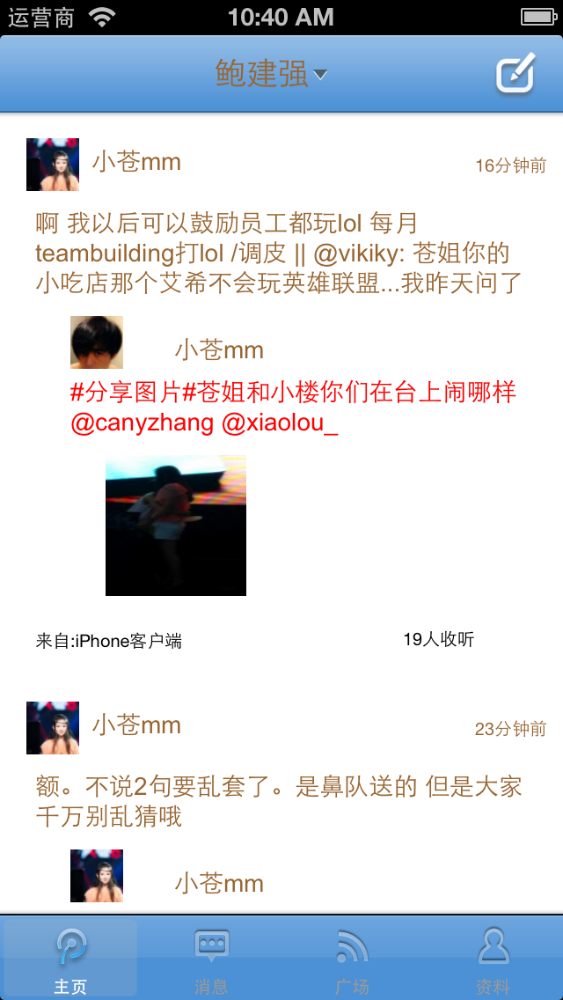 运营商 10:40 AM
鲍建强
小苍mm 16分钟前
啊 我以后可以鼓励员工都玩lol 每月
teambuilding打lol /调皮 || @vikiky: 苍姐你的
小吃店那个艾希不会玩英雄联盟...我昨天问了
小苍mm
#分享图片#苍姐和小楼你们在台上闹哪样
@canyzhang @xiaolou_
来自:iPhone客户端 19人收听
小苍mm 23分钟前
额。不说2句要乱套了。是鼻队送的 但是大家
千万别乱猜哦
小苍mm
主页 消息 广场 资料